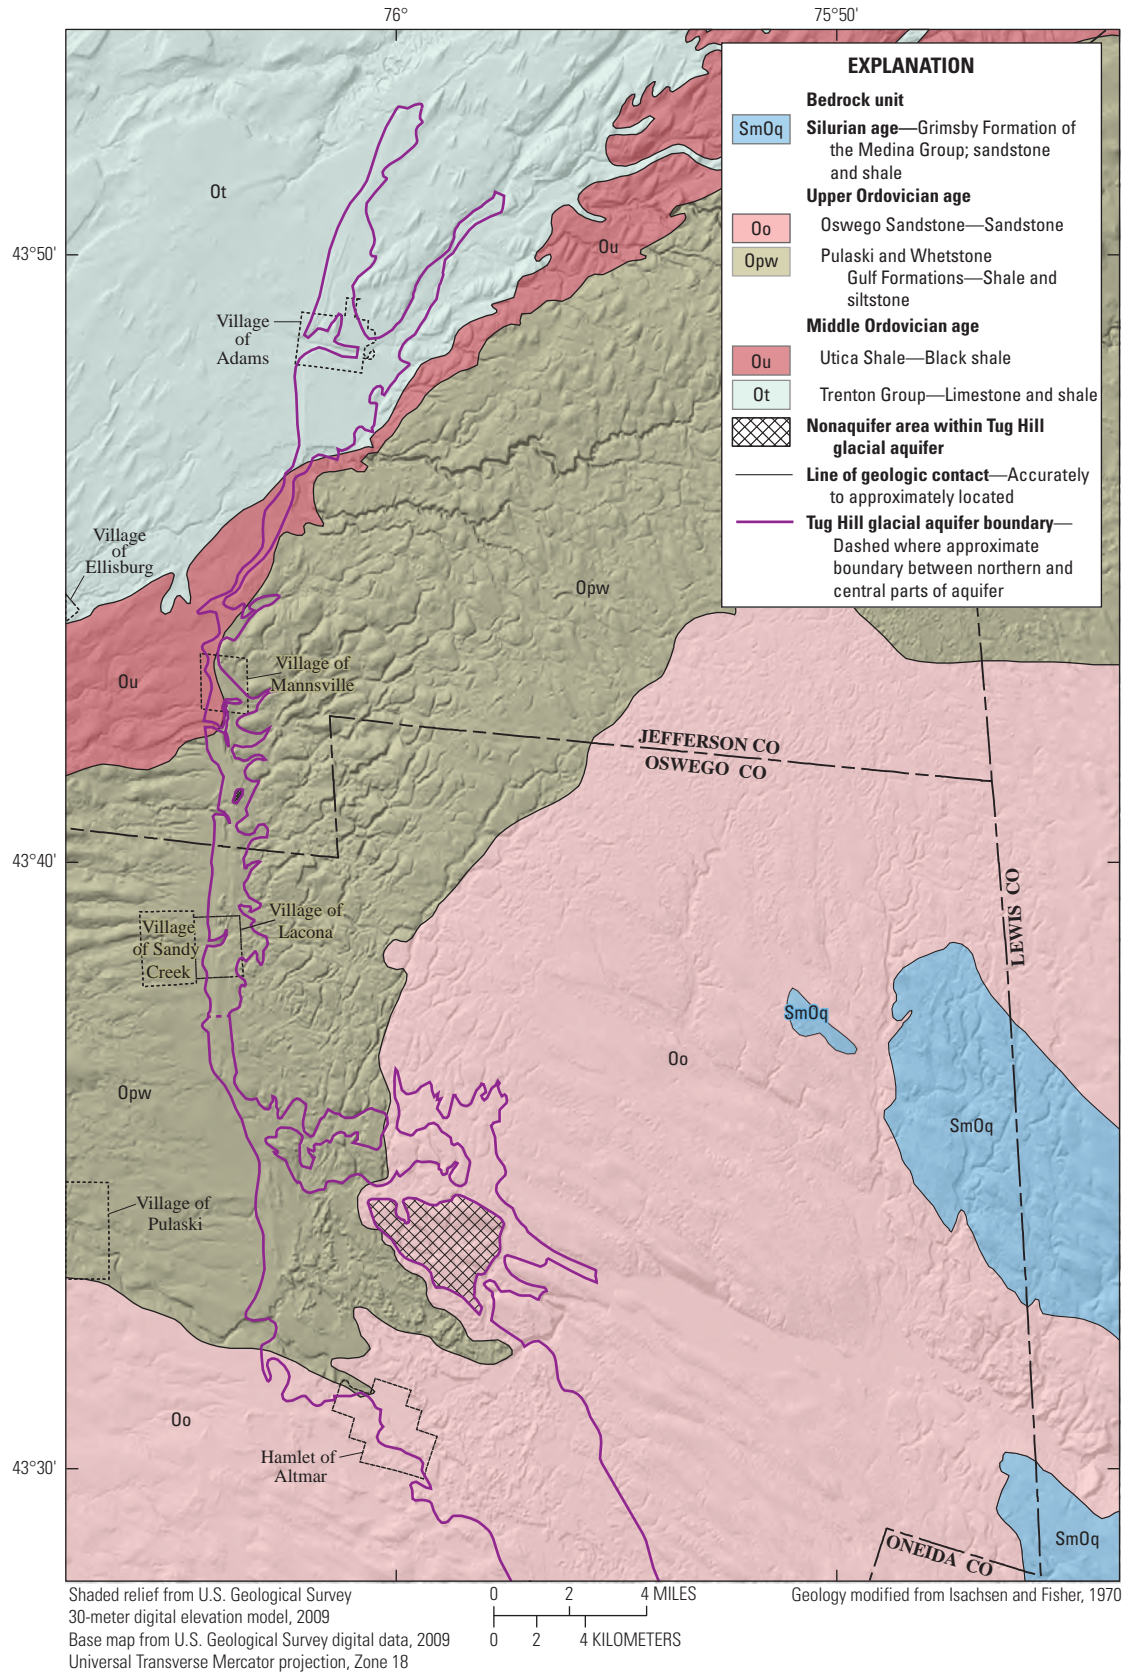 76°
75°50'
EXPLANATION
Bedrock unit
SmOq
Silurian age—Grimsby Formation of
the Medina Group; sandstone
and shale
Upper Ordovician age
Oo
Oswego Sandstone—Sandstone
Opw
Pulaski and Whetstone
Gulf Formations—Shale and
siltstone
Middle Ordovician age
Ou
Utica Shale—Black shale
Ot
Trenton Group—Limestone and shale
Nonaquifer area within Tug Hill
glacial aquifer
Line of geologic contact—Accurately
to approximately located
Tug Hill glacial aquifer boundary—
Dashed where approximate
boundary between northern and
central parts of aquifer
Ot
43°50'
Ou
Village
of
Adams
Village
of
Ellisburg
Opw
Ou
Village of
Mannsville
JEFFERSON CO
OSWEGO CO
43°40'
LEWIS CO
Village of
Lacona
Village
of Sandy
Creek
SmOq
Oo
Opw
SmOq
Village of
Pulaski
Oo
Hamlet of
Altmar
43°30'
SmOq
ONEIDA CO
Shaded relief from U.S. Geological Survey
30-meter digital elevation model, 2009
Base map from U.S. Geological Survey digital data, 2009
Universal Transverse Mercator projection, Zone 18
0 2 4 MILES
0 2 4 KILOMETERS
Geology modified from Isachsen and Fisher, 1970